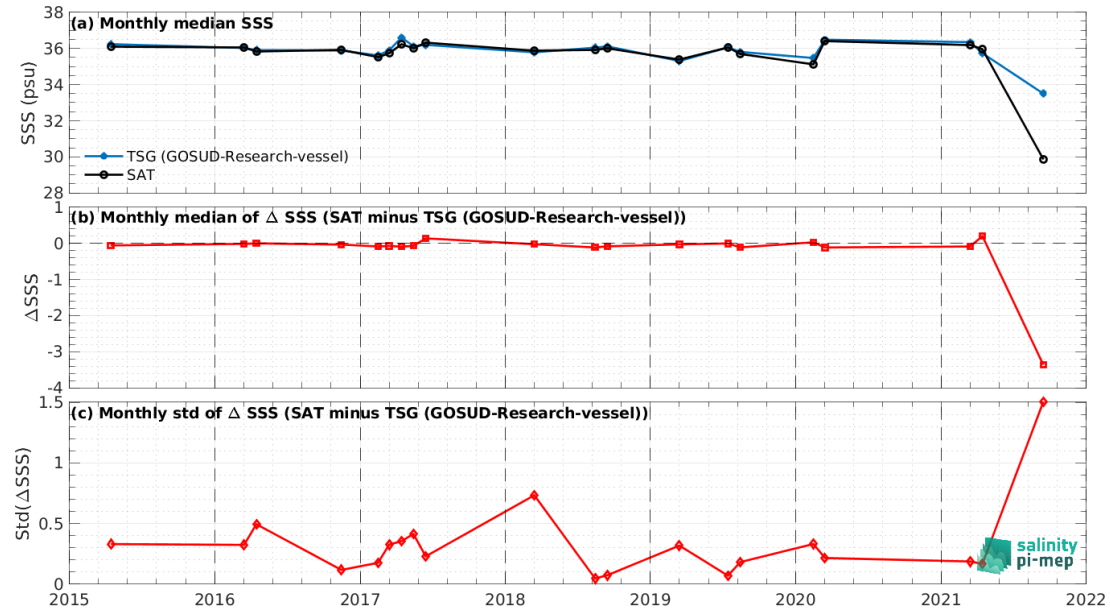 (a) Monthly median SSS
38
36
34
32
30
28
SSS (psu)
TSG (GOSUD-Research-vessel)
SAT
(b) Monthly median of Δ SSS (SAT minus TSG (GOSUD-Research-vessel))
1
0
-1
-2
-3
-4
ΔSSS
(c) Monthly std of Δ SSS (SAT minus TSG (GOSUD-Research-vessel))
1.5
1
0.5
0
Std(ΔSSS)
salinity
pi-mep
2015 2016 2017 2018 2019 2020 2021 2022